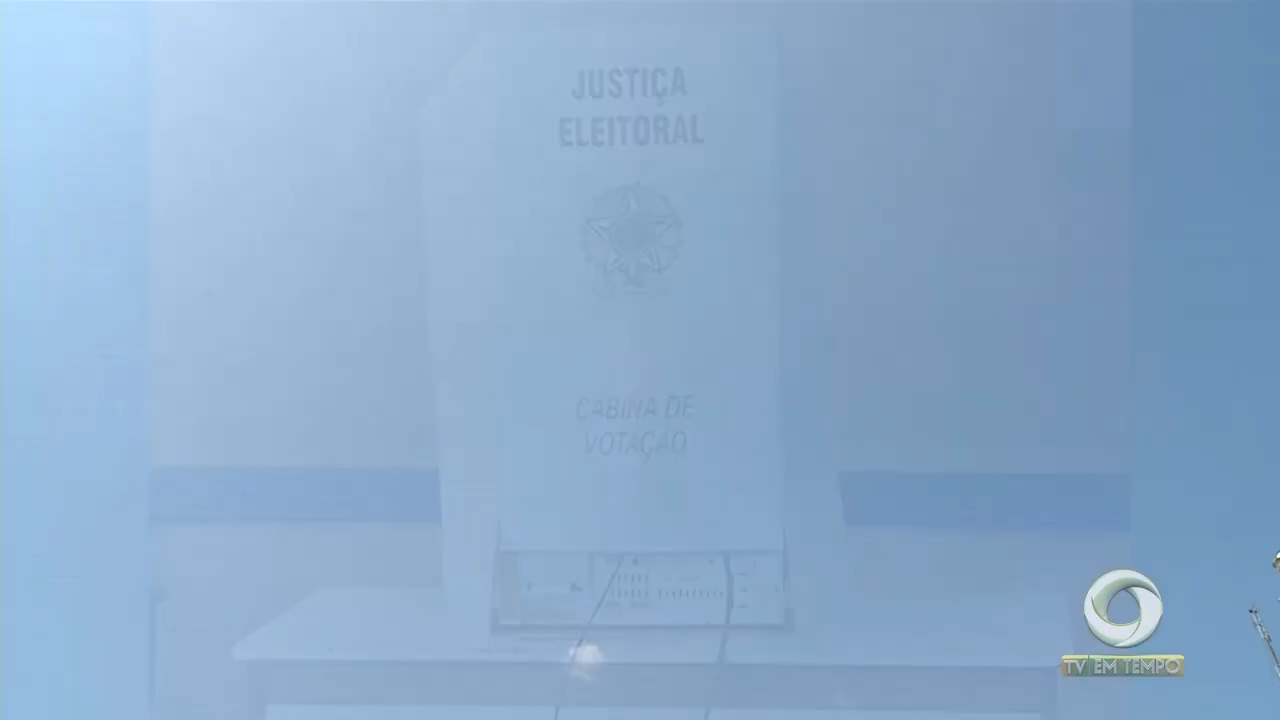 JUSTIÇA
ELEITORAL
CABINA DE
VOTAÇÃO
TV EM TEMPO